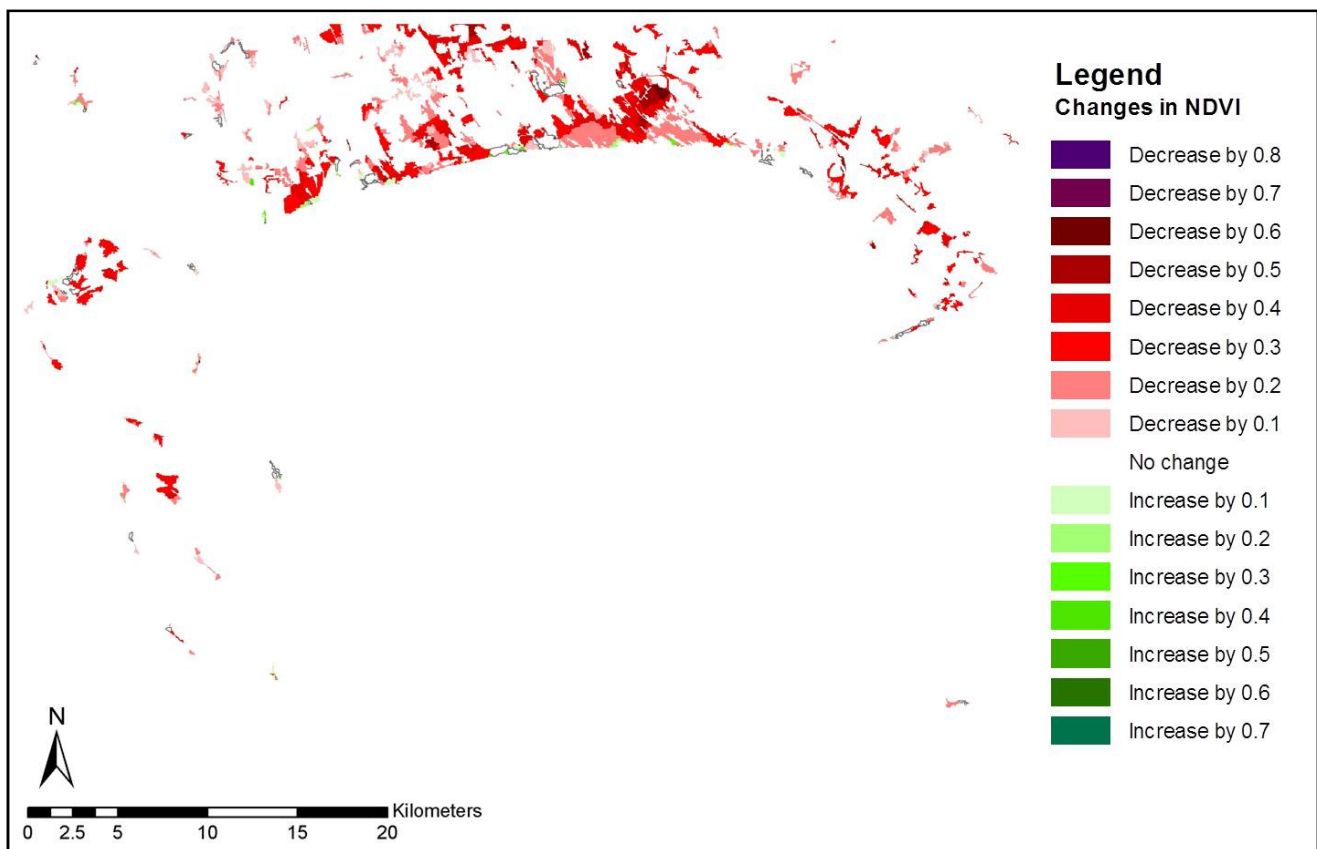 Legend
Changes in NDVI
Decrease by 0.8
Decrease by 0.7
Decrease by 0.6
Decrease by 0.5
Decrease by 0.4
Decrease by 0.3
Decrease by 0.2
Decrease by 0.1
No change
Increase by 0.1
Increase by 0.2
Increase by 0.3
Increase by 0.4
Increase by 0.5
Increase by 0.6
Increase by 0.7
N
Kilometers
0 2.5 5 10 15 20